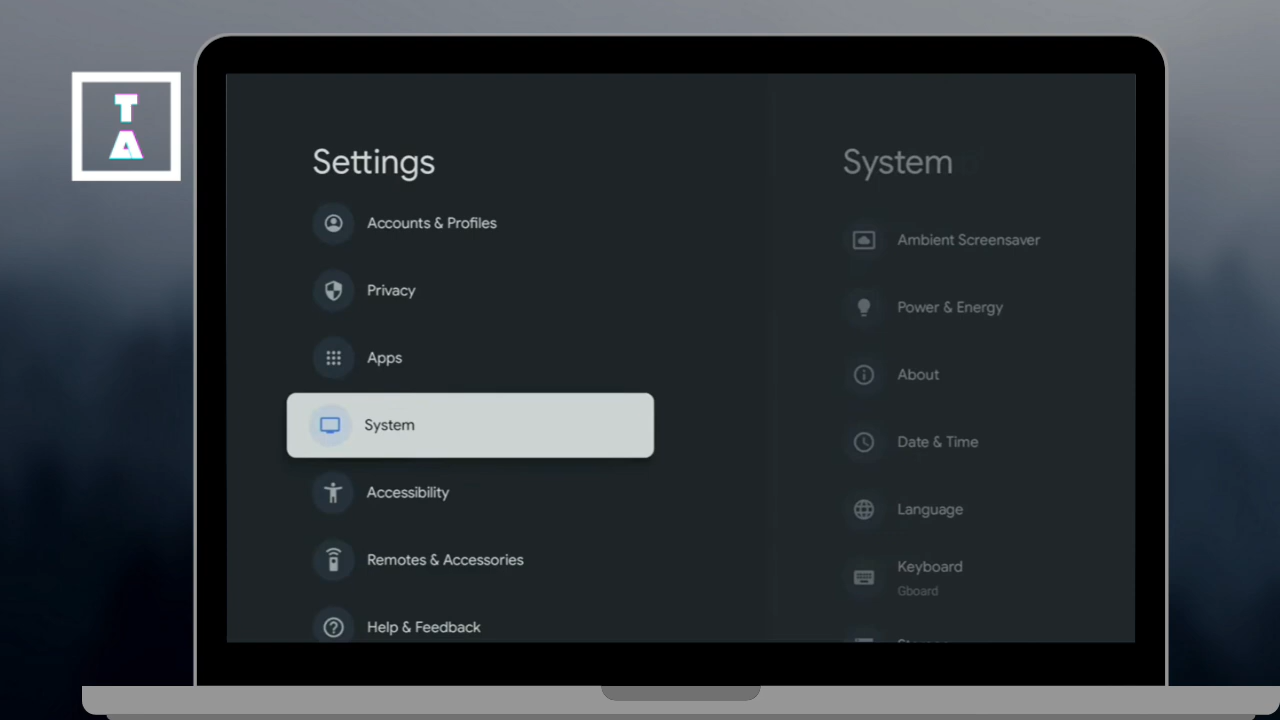 T
A
Settings
Accounts & Profiles
Privacy
Apps
System
Accessibility
Remotes & Accessories
Help & Feedback
System
Ambient Screensaver
Power & Energy
About
Date & Time
Language
Keyboard
Gboard